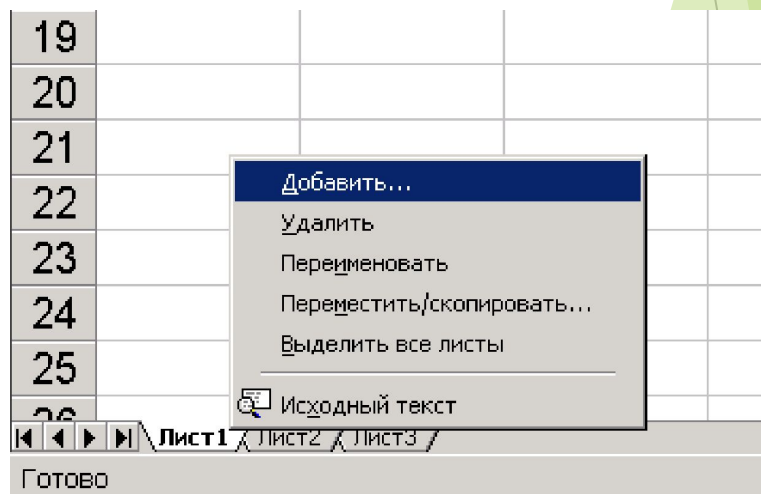 19
20
21
22
23
24
25
26
Добавить...
Удалить
Переименовать
Переместить/скопировать...
Выделить все листы
Исходный текст
Лист1 Лист2 Лист3
Готово